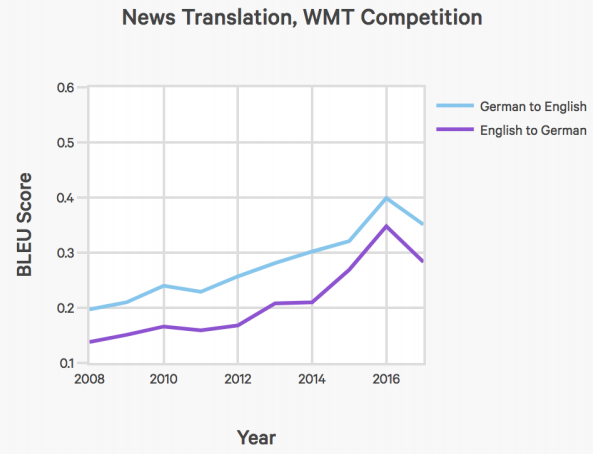 News Translation, WMT Competition
0.6
German to English
English to German
0.5
0.4
0.3
0.2
0.1
BLEU Score
2008 2010 2012 2014 2016
Year